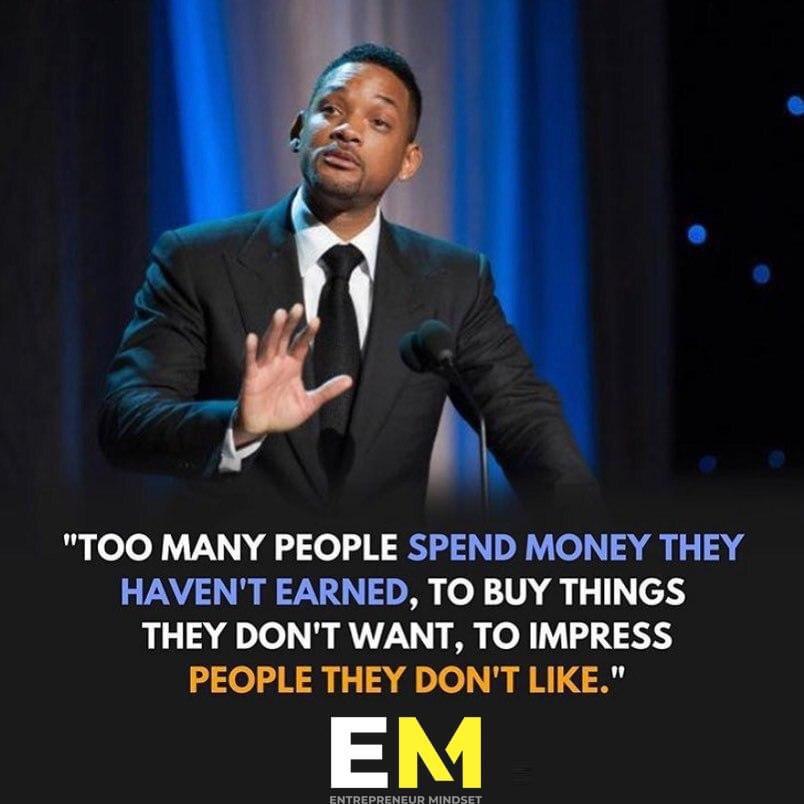 "TOO MANY PEOPLE SPEND MONEY THEY
HAVEN'T EARNED, TO BUY THINGS
THEY DON'T WANT, TO IMPRESS
PEOPLE THEY DON'T LIKE."
EM
ENTREPRENEUR MINDSET